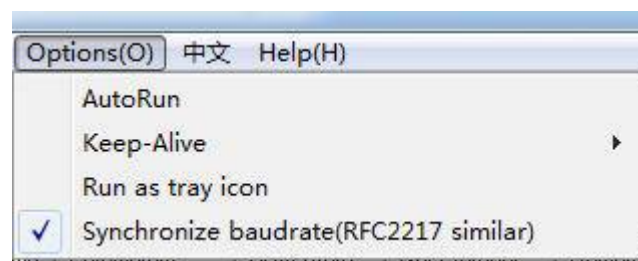 Options(O) 中文 Help(H)
AutoRun
Keep-Alive
Run as tray icon
Synchronize baudrate(RFC2217 similar)